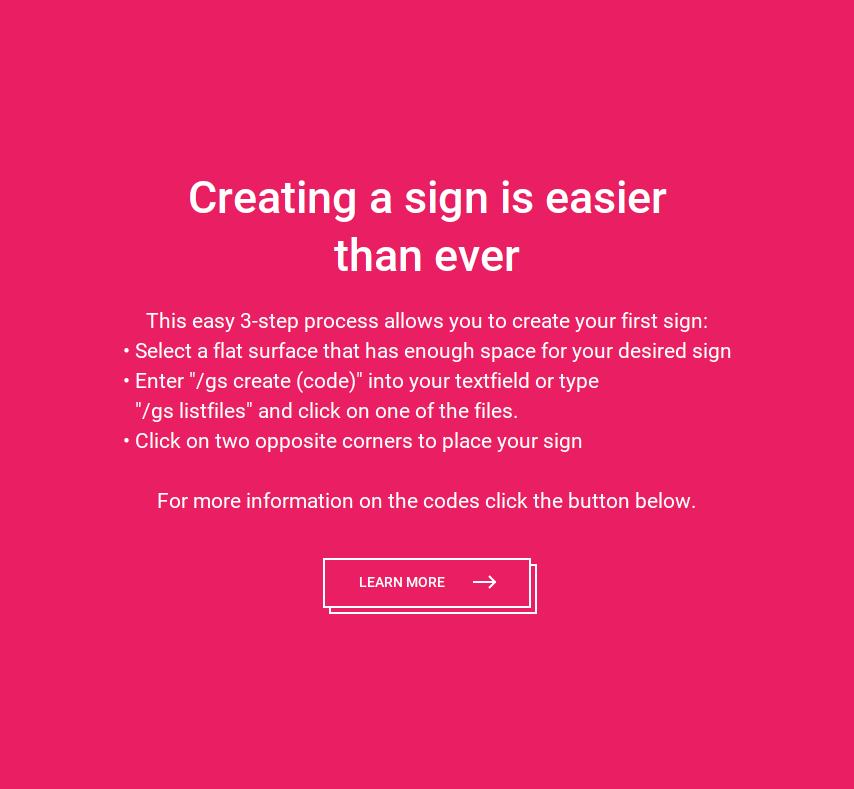 Creating a sign is easier
than ever
This easy 3-step process allows you to create your first sign:
• Select a flat surface that has enough space for your desired sign
• Enter "/gs create (code)" into your textfield or type
"/gs listfiles" and click on one of the files.
• Click on two opposite corners to place your sign
For more information on the codes click the button below.
LEARN MORE